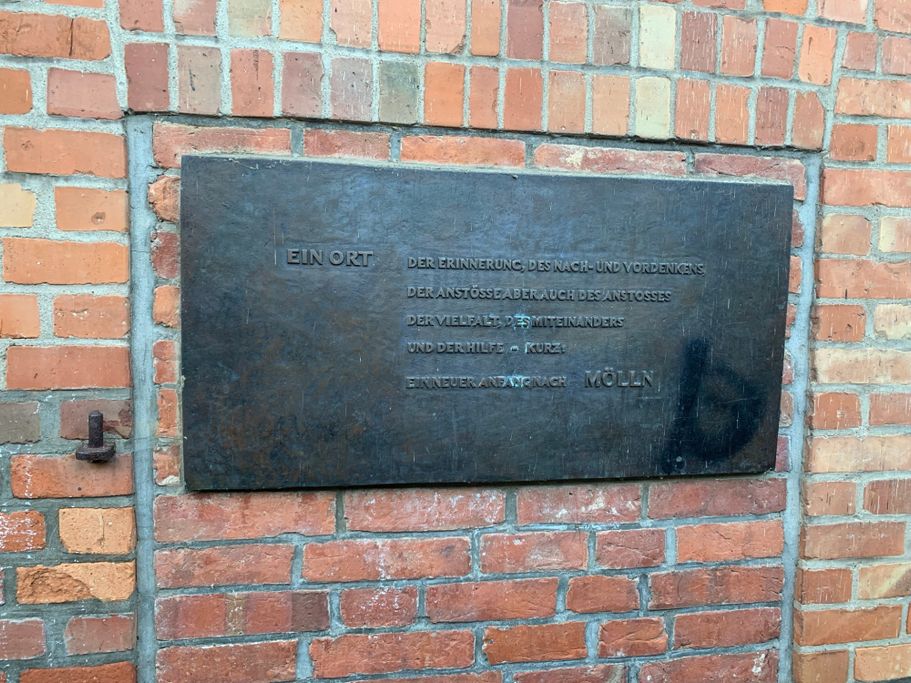 EIN ORT DER ERINNERUNG, DES NACH- UND VORDENKENS
DER ANSTÖSSE ABER AUCH DES ANSTOSSES
DER VIELFALT, DES MITEINANDERS
UND DER HILFE – KURZ:
EIN NEUER ANFANG NACH MÖLLN